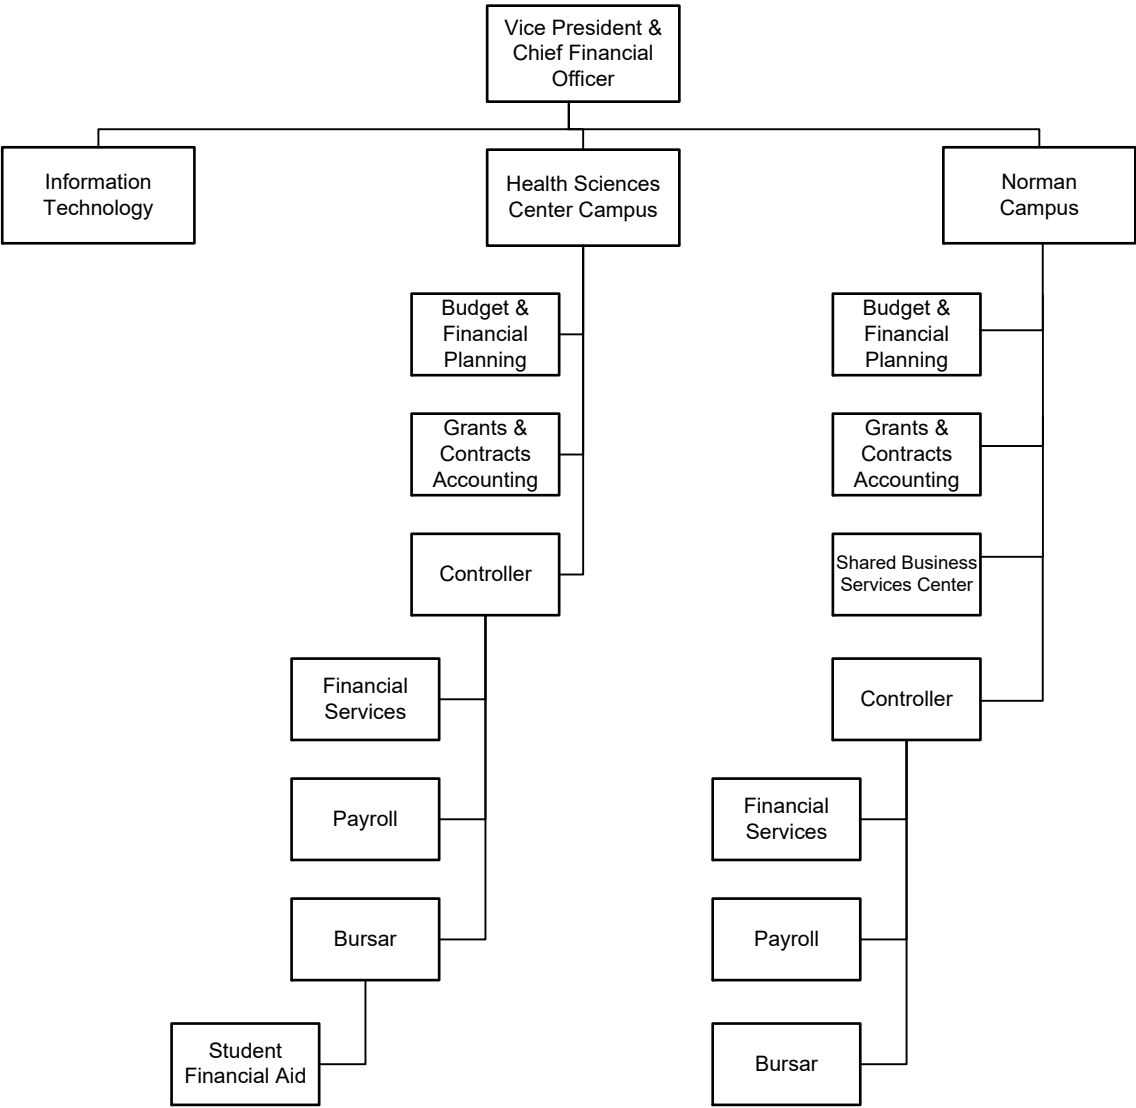 Vice President &
Chief Financial
Officer
Information
Technology
Health Sciences
Center Campus
Norman
Campus
Budget &
Financial
Planning
Grants &
Contracts
Accounting
Controller
Financial
Services
Payroll
Bursar
Student
Financial Aid
Budget &
Financial
Planning
Grants &
Contracts
Accounting
Shared Business
Services Center
Controller
Financial
Services
Payroll
Bursar